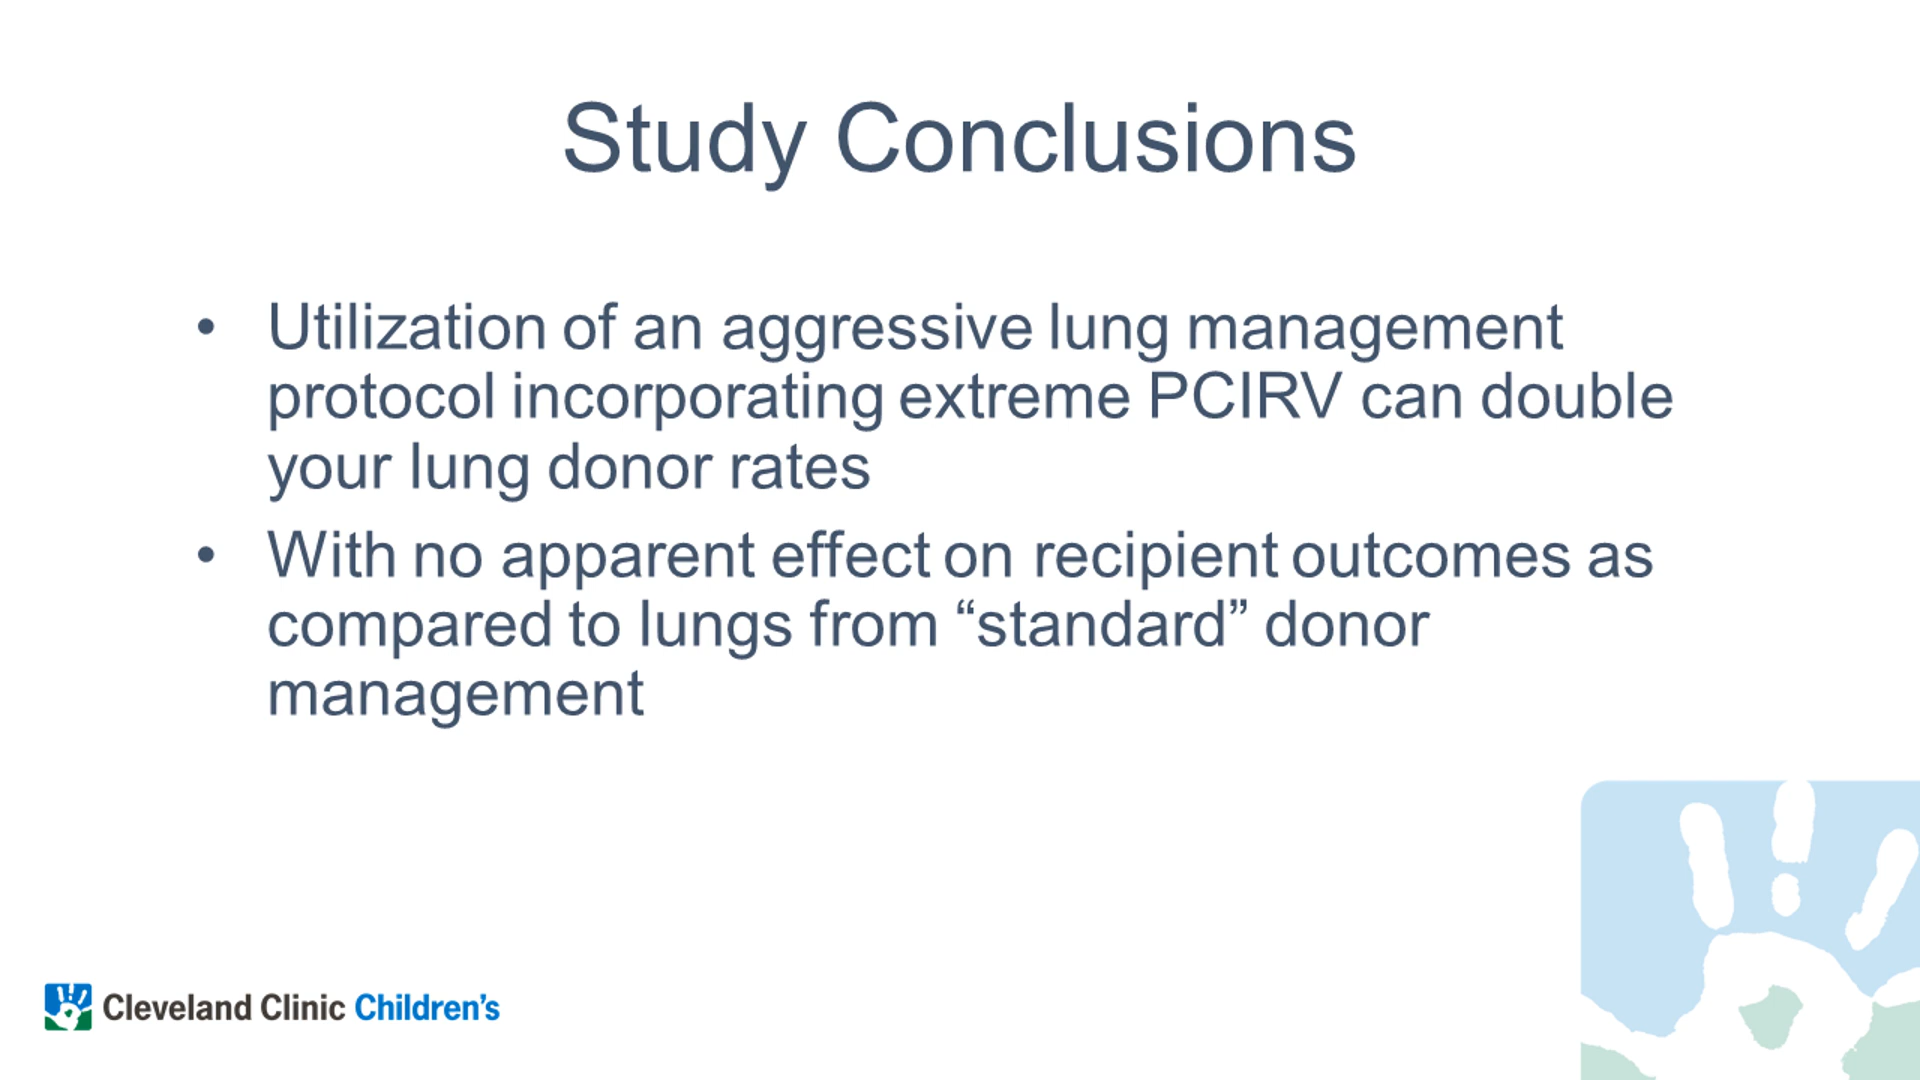 Study Conclusions
• Utilization of an aggressive lung management
protocol incorporating extreme PCIRV can double
your lung donor rates
• With no apparent effect on recipient outcomes as
compared to lungs from “standard” donor
management
Cleveland Clinic Children’s